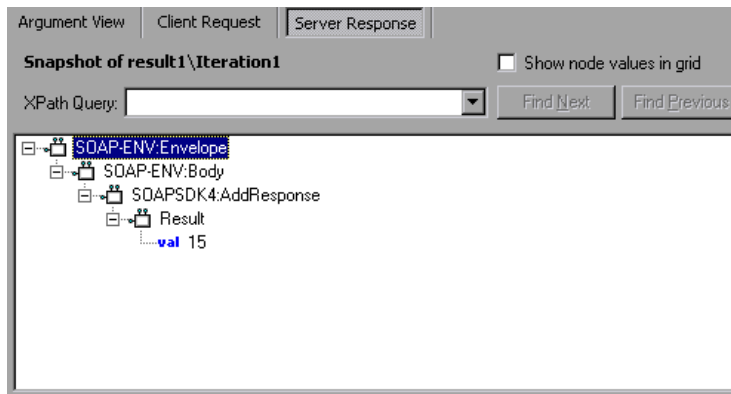 Argument View Client Request Server Response
Snapshot of result1\Iteration1 Show node values in grid
XPath Query: Find Next Find Previous
SOAP-ENV:Envelope
SOAP-ENV:Body
SOAPSDK4:AddResponse
Result
val 15